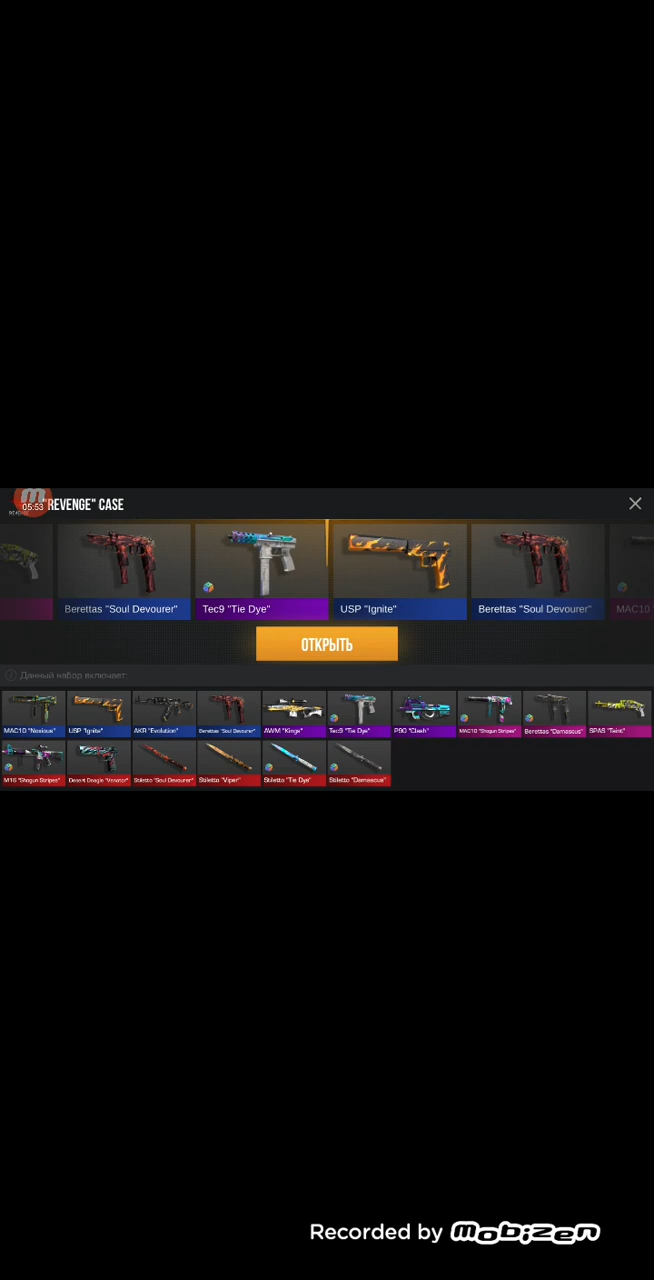 05:53
"REVENGE" CASE
Berettas "Soul Devourer"
Tec9 "Tie Dye"
USP "Ignite"
Berettas "Soul Devourer"
MAC10
ОТКРЫТЬ
Данный набор включает:
MAC10 "Noxious"
USP "Ignite"
AKR "Evolution"
Berettas "Soul Devourer"
AWM "Kings"
Tec9 "Tie Dye"
P90 "Clash"
MAC10 "Shogun Stripes"
Berettas "Damascus"
SPAS "Taint"
M16 "Shogun Stripes"
Desert Deagle "Venator"
Stiletto "Soul Devourer"
Stiletto "Viper"
Stiletto "Tie Dye"
Stiletto "Damascus"
Recorded by mobizen